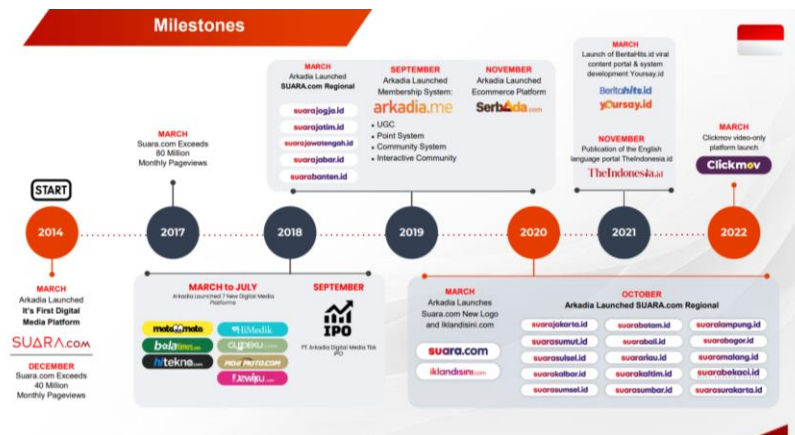 Milestones
MARCH
Arkadia Launched
SUARA.com Regional
suarajogja.id
suarajatim.id
suarajawatengah.id
suarajabar.id
suarabanten.id
SEPTEMBER
Arkadia Launched
Membership System:
arkadia.me
• UGC
• Point System
• Community System
• Interactive Community
NOVEMBER
Arkadia Launched
Ecommerce Platform
SerbAda.com
MARCH
Launch of BeritaHits.id viral
content portal & system
development Yoursay.id
Beritahits.id
yoursay.id
NOVEMBER
Publication of the English
language portal TheIndonesia.id
TheIndonesia.id
MARCH
Clickmov video-only
platform launch
Clickmov
MARCH
Suara.com Exceeds
80 Million
Monthly Pageviews
START
2014
2017
2018
2019
2020
2021
2022
MARCH
Arkadia Launched
It's First Digital
Media Platform
SUARA.com
DECEMBER
Suara.com Exceeds
40 Million
Monthly Pageviews
MARCH to JULY
Arkadia Launched 7 New Digital Media
Platforms
matamata
bolatimes.com
hitekno.com
HiMedik
GUIDEKU.com
MOBIMOTO.COM
Dewiku.com
SEPTEMBER
IPO
PT Arkadia Digital Media Tbk
IPO
MARCH
Arkadia Launches
Suara.com New Logo
and Iklandisini.com
suara.com
iklandisini.com
OCTOBER
Arkadia Launched SUARA.com Regional
suarajakarta.id
suarasumut.id
suarasulsel.id
suarakalbar.id
suarasumsel.id
suarabatam.id
suarabali.id
suarariau.id
suarakaltim.id
suarasumbar.id
suaralampung.id
suarabogor.id
suaramalang.id
suarabekaci.id
suarasurakarta.id